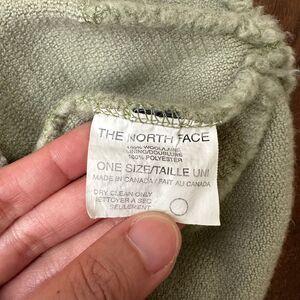 THE NORTH FACE
100% WOOL/LAINE
LINING/DOUBLURE
100% POLYESTER
ONE SIZE/TAILLE UNI
MADE IN CANADA / FAIT AU CANADA
DRY CLEAN ONLY
NETTOYER A SEC
SEULEMENT